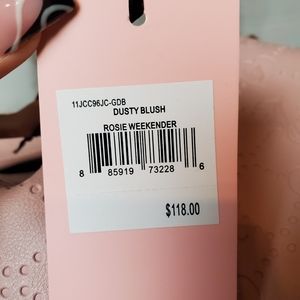 11JCC96JC-GDB
DUSTY BLUSH
ROSIE WEEKENDER
8 85919 73228 6
$118.00